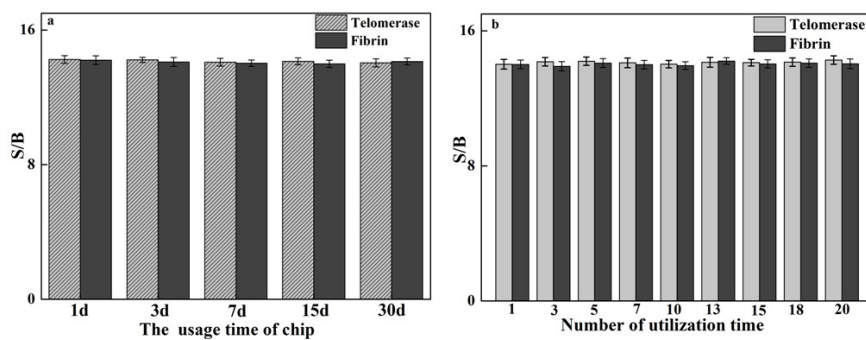 a
Telomerase
Fibrin
16
8
0
S/B
1d 3d 7d 15d 30d
The usage time of chip
b
Telomerase
Fibrin
16
8
0
S/B
1 3 5 7 10 13 15 18 20
Number of utilization time